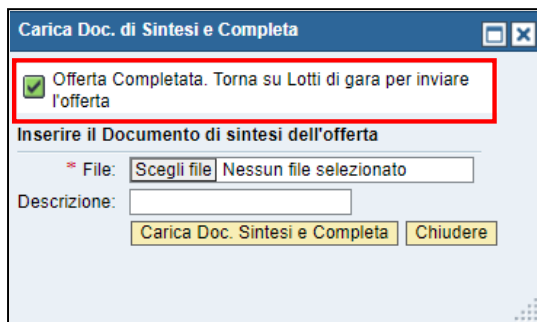 Carica Doc. di Sintesi e Completa
Offerta Completata. Torna su Lotti di gara per inviare
l'offerta
Inserire il Documento di sintesi dell'offerta
* File: Scegli file Nessun file selezionato
Descrizione:
Carica Doc. Sintesi e Completa Chiudere